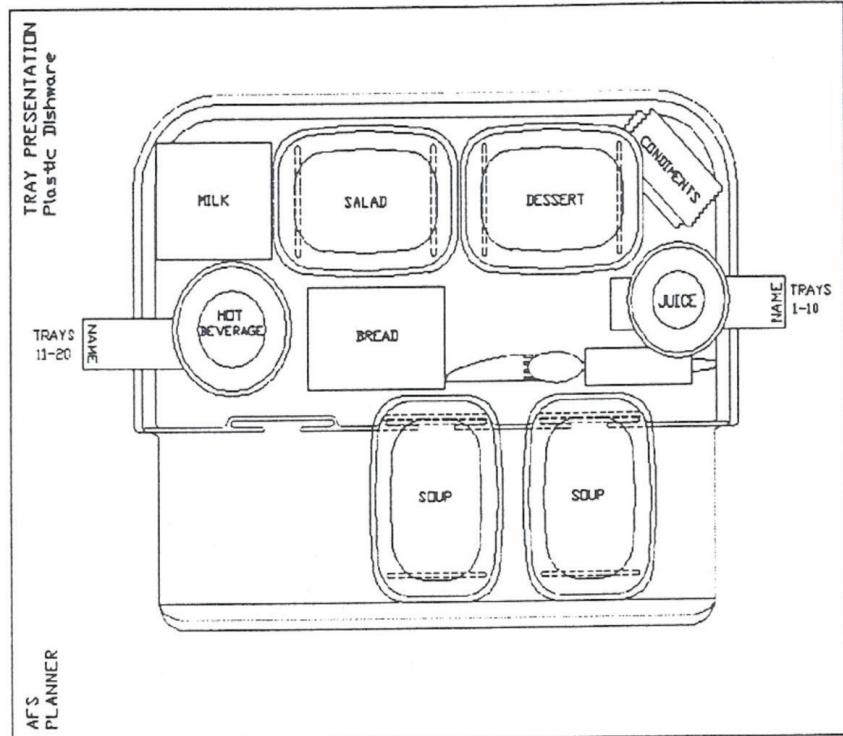 TRAY PRESENTATION
Plastic Dishware
CONDIMENTS
MILK
SALAD
DESSERT
HOT
BEVERAGE
BREAD
JUICE
NAME
TRAYS
1-10
TRAYS
11-20
NAME
SOUP
SOUP
AFS
PLANNER